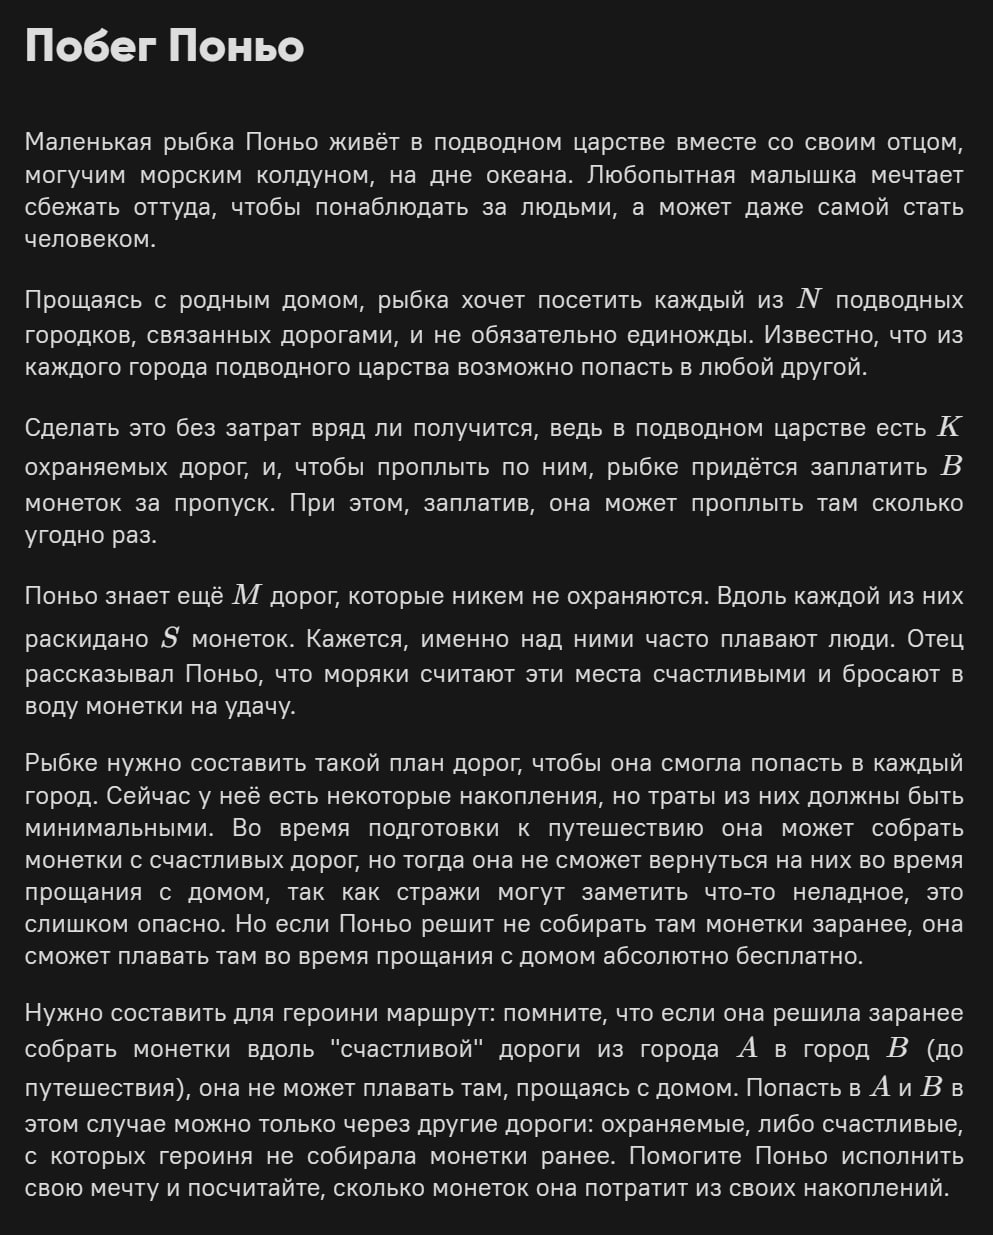 Побег Поньо
Маленькая рыбка Поньо живёт в подводном царстве вместе со своим отцом,
могучим морским колдуном, на дне океана. Любопытная малышка мечтает
сбежать оттуда, чтобы понаблюдать за людьми, а может даже самой стать
человеком.
Прощаясь с родным домом, рыбка хочет посетить каждый из N подводных
городков, связанных дорогами, и не обязательно единожды. Известно, что из
каждого города подводного царства возможно попасть в любой другой.
Сделать это без затрат вряд ли получится, ведь в подводном царстве есть K
охраняемых дорог, и, чтобы проплыть по ним, рыбке придётся заплатить B
монеток за пропуск. При этом, заплатив, она может проплыть там сколько
угодно раз.
Поньо знает ещё M дорог, которые никем не охраняются. Вдоль каждой из них
раскидано S монеток. Кажется, именно над ними часто плавают люди. Отец
рассказывал Поньо, что моряки считают эти места счастливыми и бросают в
воду монетки на удачу.
Рыбке нужно составить такой план дорог, чтобы она смогла попасть в каждый
город. Сейчас у неё есть некоторые накопления, но траты из них должны быть
минимальными. Во время подготовки к путешествию она может собрать
монетки с счастливых дорог, но тогда она не сможет вернуться на них во время
прощания с домом, так как стражи могут заметить что-то неладное, это
слишком опасно. Но если Поньо решит не собирать там монетки заранее, она
сможет плавать там во время прощания с домом абсолютно бесплатно.
Нужно составить для героини маршрут: помните, что если она решила заранее
собрать монетки вдоль "счастливой" дороги из города A в город B (до
путешествия), она не может плавать там, прощаясь с домом. Попасть в A и B в
этом случае можно только через другие дороги: охраняемые, либо счастливые,
с которых героиня не собирала монетки ранее. Помогите Поньо исполнить
свою мечту и посчитайте, сколько монеток она потратит из своих накоплений.